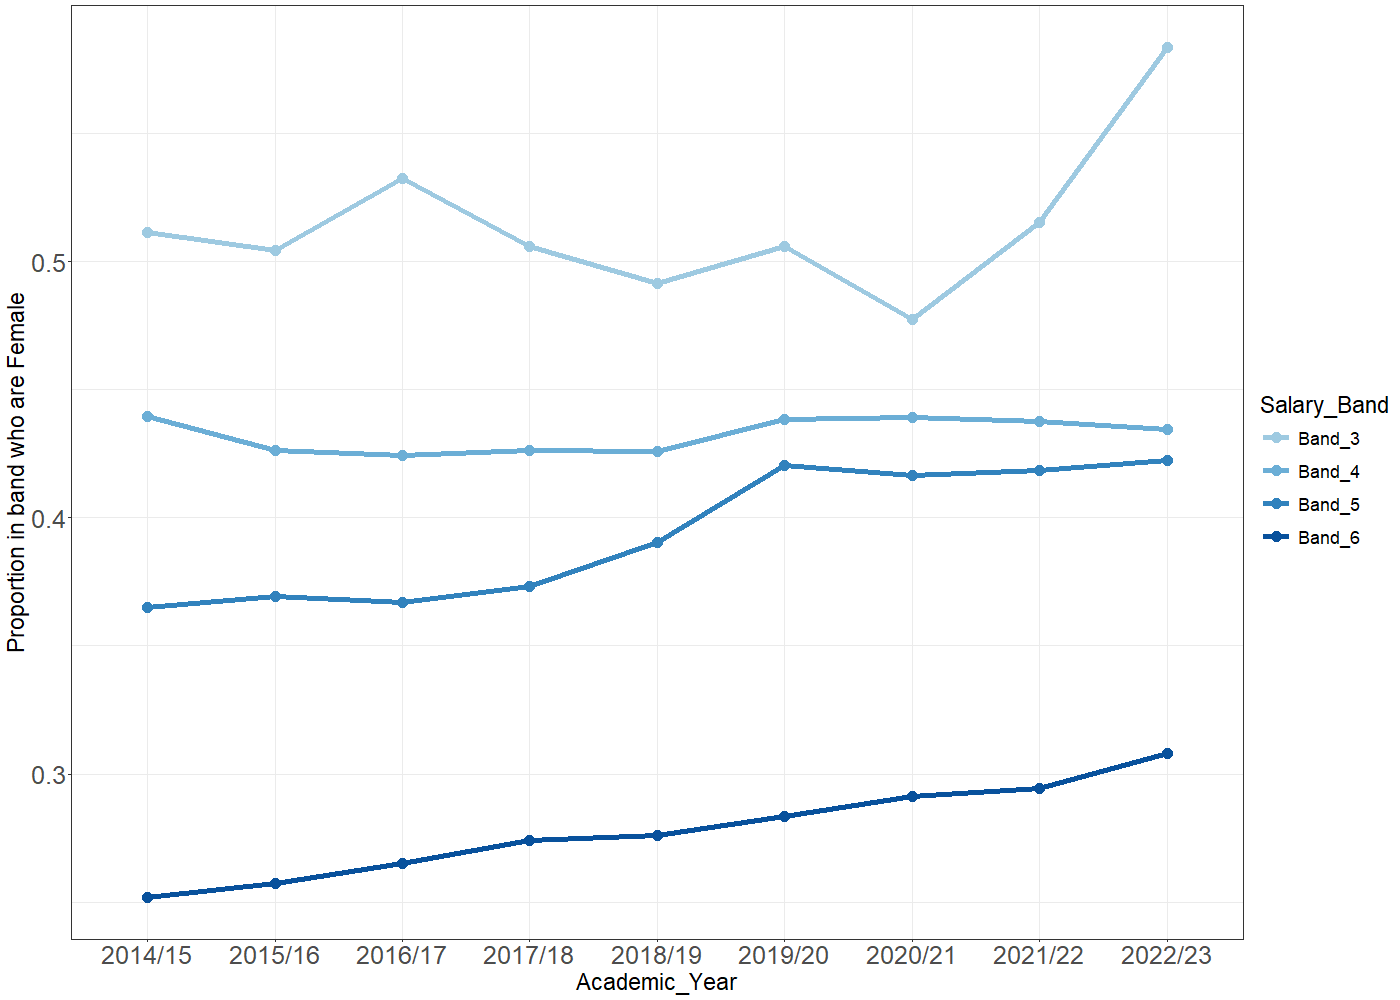 Proportion in band who are Female
0.5
0.4
0.3
2014/15 2015/16 2016/17 2017/18 2018/19 2019/20 2020/21 2021/22 2022/23
Academic_Year
Salary_Band
Band_3
Band_4
Band_5
Band_6